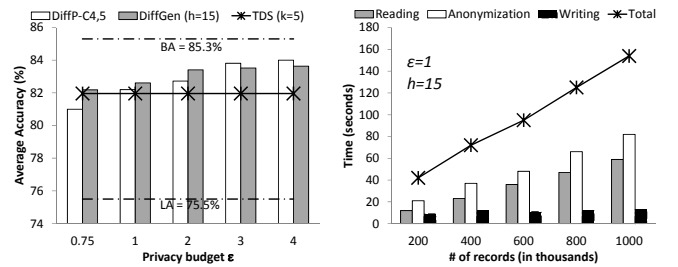 DiffP-C4,5 DiffGen (h=15) TDS (k=5)
86
84
82
80
78
76
74
Average Accuracy (%)
BA = 85.3%
LA = 75.5%
0.75 1 2 3 4
Privacy budget ε
Reading Anonymization Writing Total
180
160
140
120
100
80
60
40
20
0
Time (seconds)
ε=1
h=15
200 400 600 800 1000
# of records (in thousands)